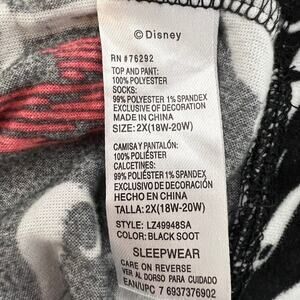 ©Disney
RN #76292
TOP AND PANT:
100% POLYESTER
SOCKS:
99% POLYESTER 1% SPANDEX
EXCLUSIVE OF DECORATION
MADE IN CHINA
SIZE: 2X(18W-20W)
CAMISA Y PANTALÓN:
100% POLIÉSTER
CALCETINES:
99% POLIÉSTER 1% SPANDEX
EXCLUSIVO DE DECORACIÓN
HECHO EN CHINA
TALLA: 2X(18W-20W)
STYLE: LZ49948SA
COLOR: BLACK SOOT
SLEEPWEAR
CARE ON REVERSE
VER AL DORSO PARA CUIDADO
EAN/UPC 7 6937376902